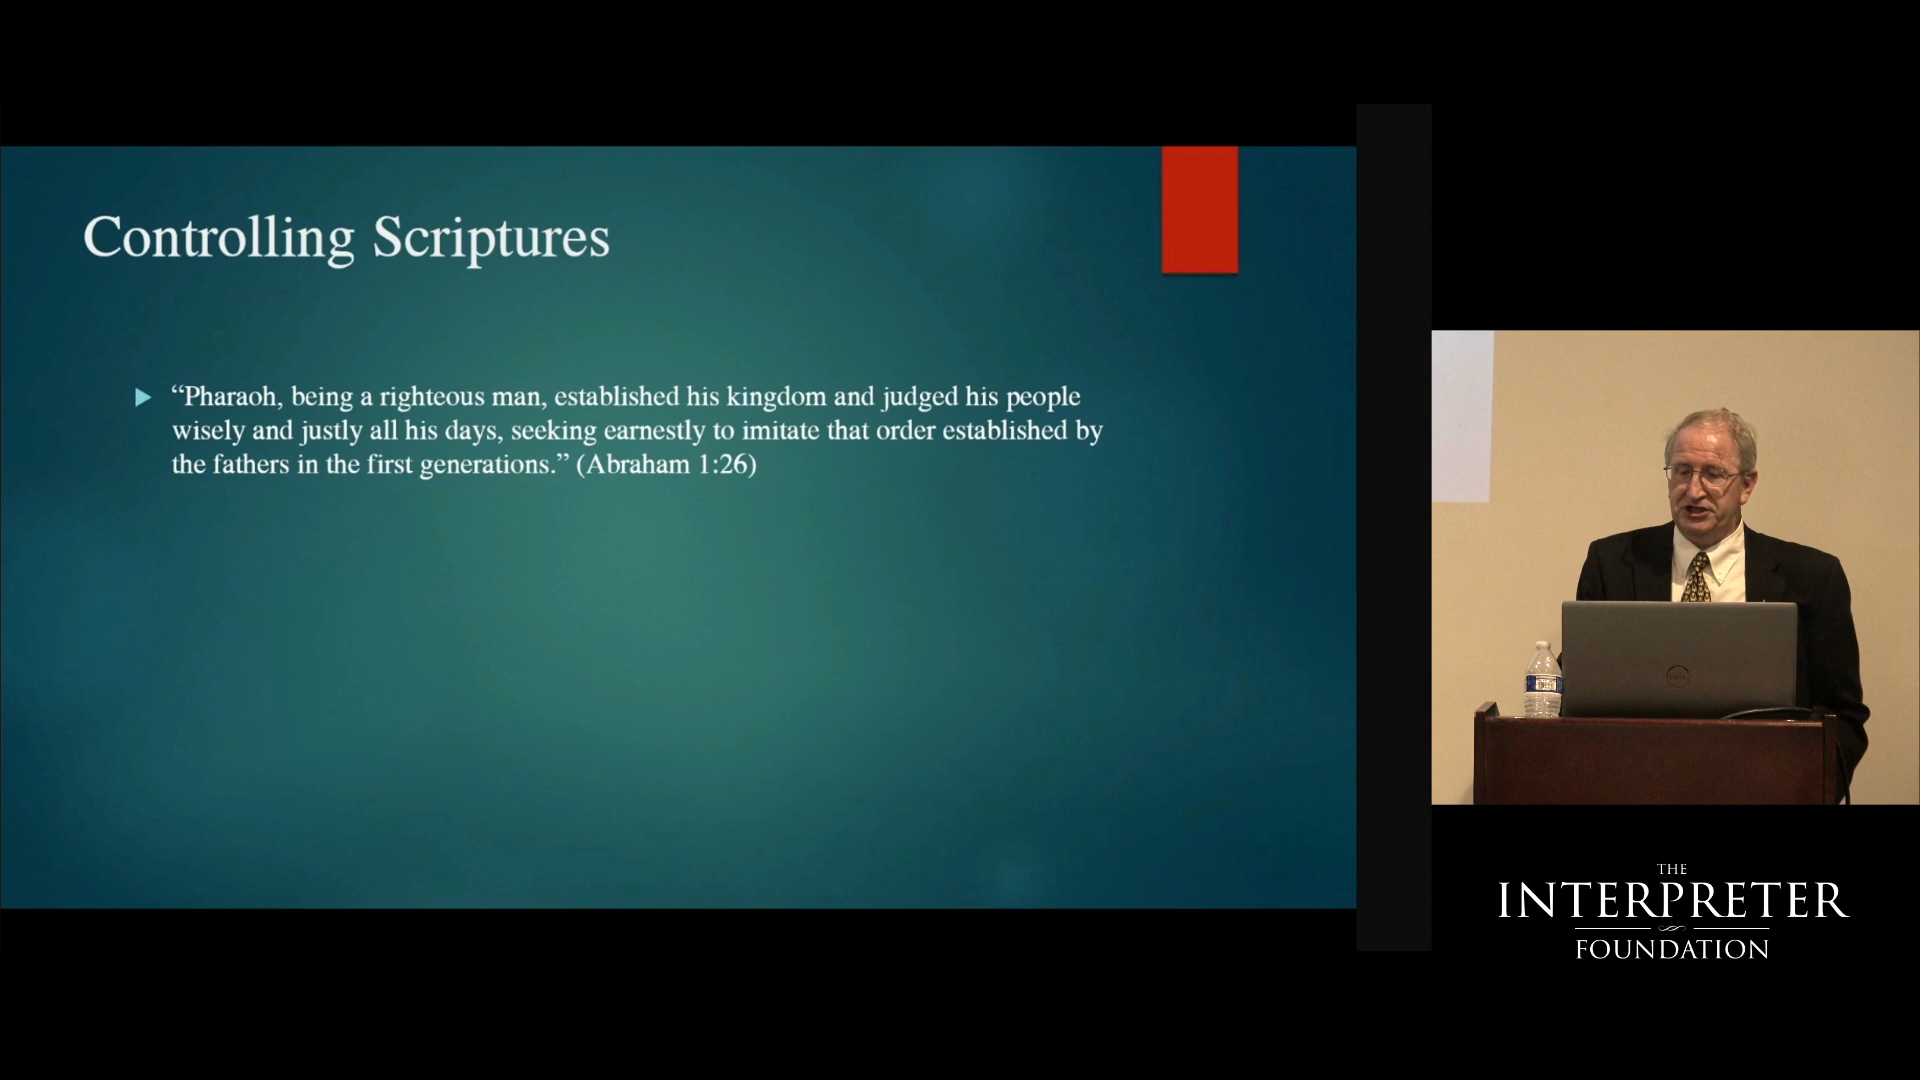 Controlling Scriptures
“Pharaoh, being a righteous man, established his kingdom and judged his people
wisely and justly all his days, seeking earnestly to imitate that order established by
the fathers in the first generations.” (Abraham 1:26)
THE
INTERPRETER
FOUNDATION